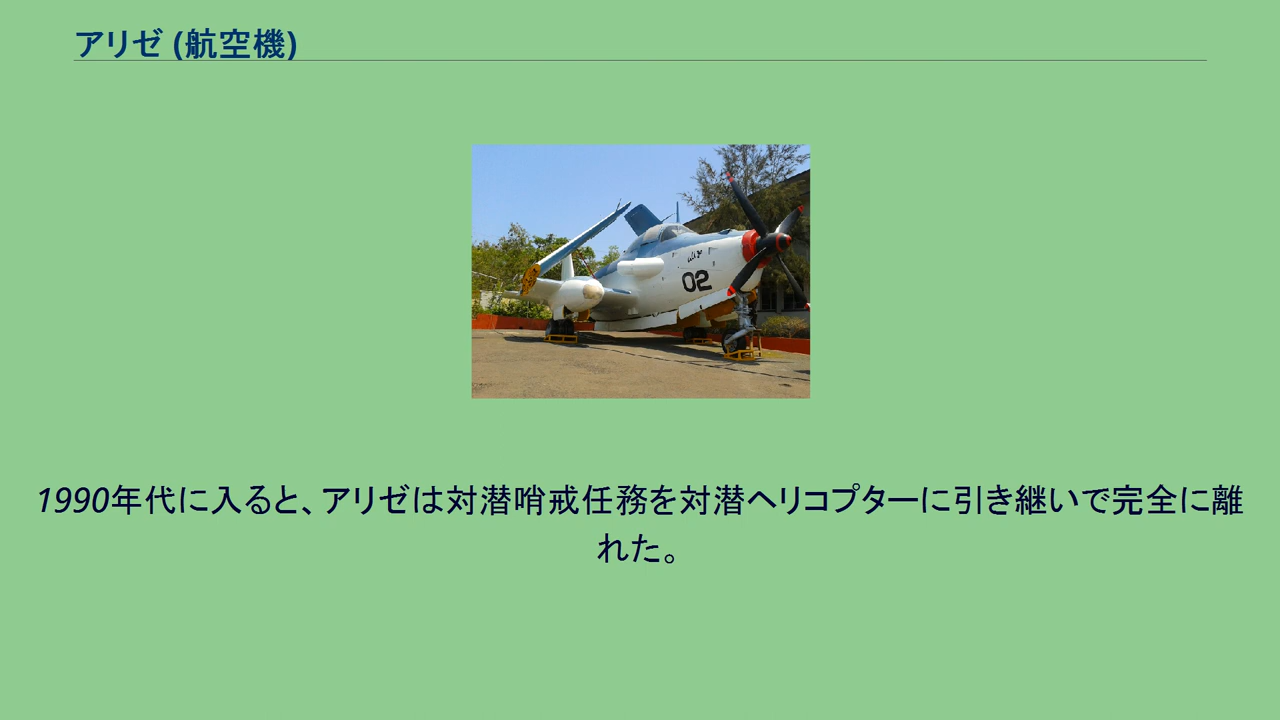 アリゼ (航空機)
02
1990年代に入ると、アリゼは対潜哨戒任務を対潜ヘリコプターに引き継いで完全に離
れた。